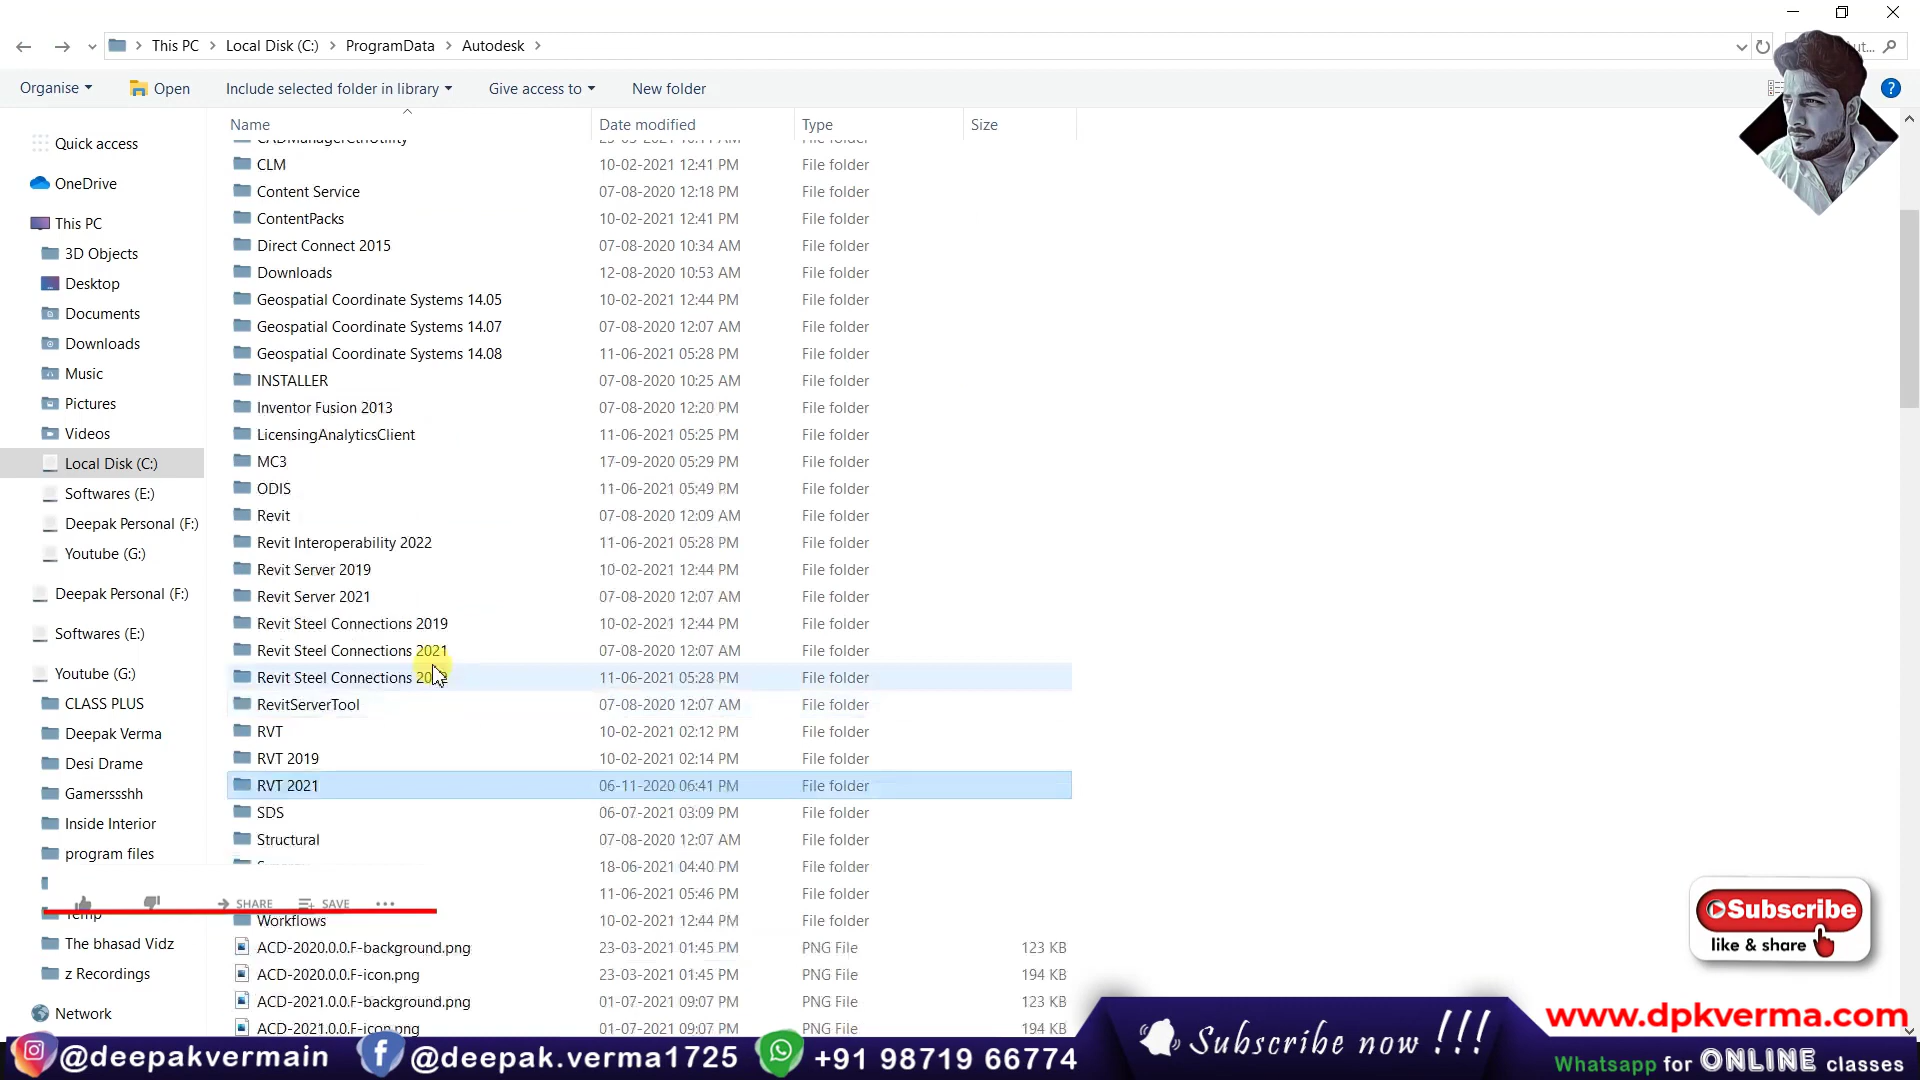 This PC > Local Disk (C:) > ProgramData > Autodesk >
Organise Open Include selected folder in library Give access to New folder
Name Date modified Type Size
Quick access
OneDrive
This PC
3D Objects
Desktop
Documents
Downloads
Music
Pictures
Videos
Local Disk (C:)
Softwares (E:)
Deepak Personal (F:)
Youtube (G:)
Deepak Personal (F:)
Softwares (E:)
Youtube (G:)
CLASS PLUS
Deepak Verma
Desi Drame
Gamerssshh
Inside Interior
program files
Temp
The bhasad Vidz
z Recordings
Network
CLM 10-02-2021 12:41 PM File folder
Content Service 07-08-2020 12:18 PM File folder
ContentPacks 10-02-2021 12:41 PM File folder
Direct Connect 2015 07-08-2020 10:34 AM File folder
Downloads 12-08-2020 10:53 AM File folder
Geospatial Coordinate Systems 14.05 10-02-2021 12:44 PM File folder
Geospatial Coordinate Systems 14.07 07-08-2020 12:07 AM File folder
Geospatial Coordinate Systems 14.08 11-06-2021 05:28 PM File folder
INSTALLER 07-08-2020 10:25 AM File folder
Inventor Fusion 2013 07-08-2020 12:20 PM File folder
LicensingAnalyticsClient 11-06-2021 05:25 PM File folder
MC3 17-09-2020 05:29 PM File folder
ODIS 11-06-2021 05:49 PM File folder
Revit 07-08-2020 12:09 AM File folder
Revit Interoperability 2022 11-06-2021 05:28 PM File folder
Revit Server 2019 10-02-2021 12:44 PM File folder
Revit Server 2021 07-08-2020 12:07 AM File folder
Revit Steel Connections 2019 10-02-2021 12:44 PM File folder
Revit Steel Connections 2021 07-08-2020 12:07 AM File folder
Revit Steel Connections 11-06-2021 05:28 PM File folder
RevitServerTool 07-08-2020 12:07 AM File folder
RVT 10-02-2021 02:12 PM File folder
RVT 2019 10-02-2021 02:14 PM File folder
RVT 2021 06-11-2020 06:41 PM File folder
SDS 06-07-2021 03:09 PM File folder
Structural 07-08-2020 12:07 AM File folder
18-06-2021 04:40 PM File folder
11-06-2021 05:46 PM File folder
Workflows 10-02-2021 12:44 PM File folder
ACD-2020.0.0.F-background.png 23-03-2021 01:45 PM PNG File 123 KB
ACD-2020.0.0.F-icon.png 23-03-2021 01:45 PM PNG File 194 KB
ACD-2021.0.0.F-background.png 01-07-2021 09:07 PM PNG File 123 KB
ACD-2021.0.0.F-icon.png 01-07-2021 09:07 PM PNG File 194 KB
SHARE SAVE
Subscribe
like & share
@deepakvermain @deepak.verma1725 +91 98719 66774
Subscribe now !!!
www.dpkverma.com
Whatsapp for ONLINE classes